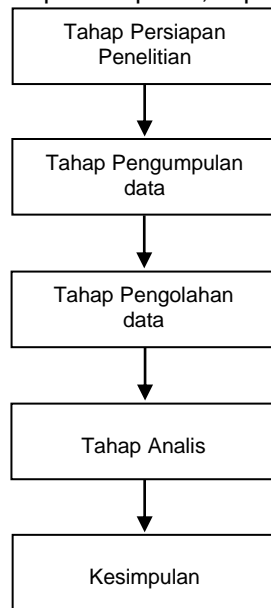 Tahap Persiapan
Penelitian
Tahap Pengumpulan
data
Tahap Pengolahan
data
Tahap Analis
Kesimpulan